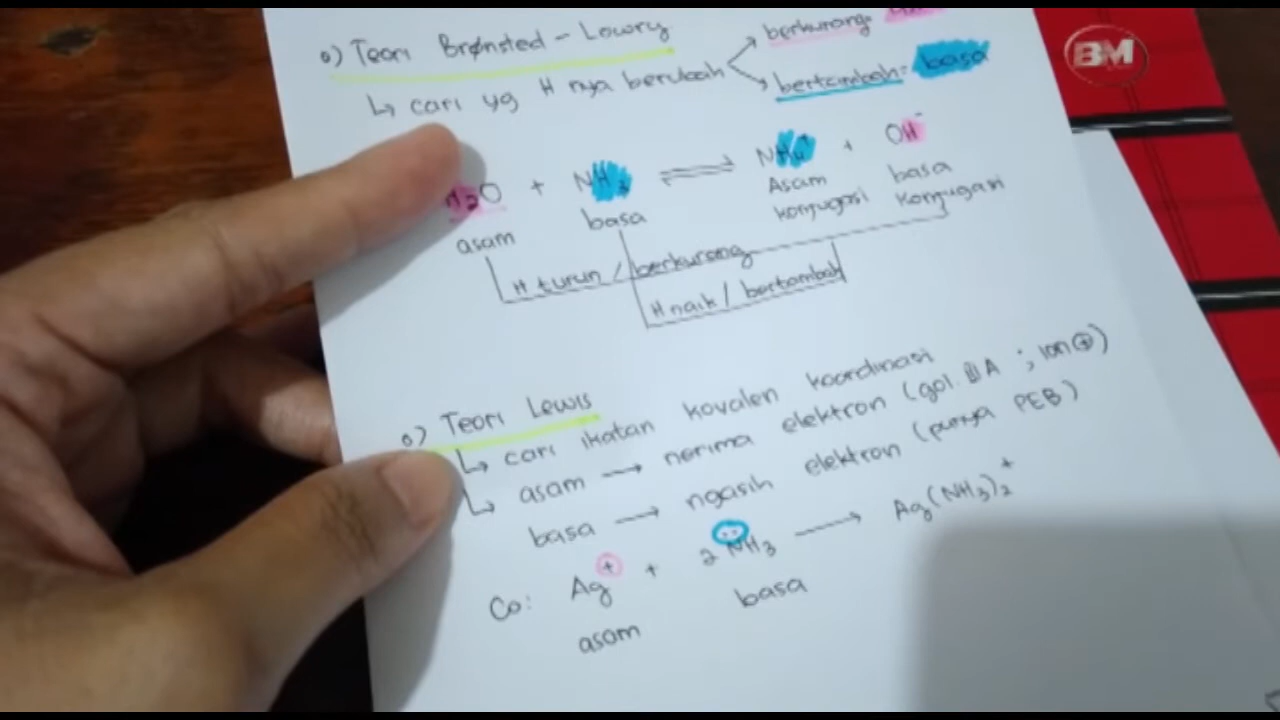 o) Teori Brønsted - Lowry
↳ cari yg H nya berubah
berkurang =
bertambah = basa
H2O + NH3 ⇌ NH4+ + OH-
asam basa Asam konjugasi basa konjugasi
H turun / berkurang
H naik / bertambah
o) Teori Lewis
↳ cari ikatan kovalen koordinasi
↳ asam → nerima elektron (gol. IIIA ; ion ⊕)
basa → ngasih elektron (punya PEB)
Co: Ag+ + 2 NH3 → Ag(NH3)2+
asam basa
BM